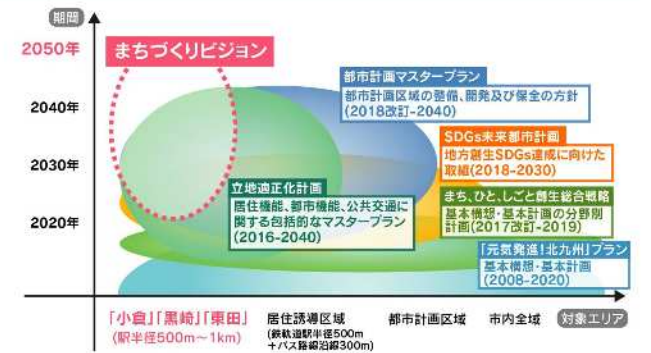 期間
2050年
まちづくりビジョン
2040年
2030年
2020年
都市計画マスタープラン
都市計画区域の整備、開発及び保全の方針
(2018改訂-2040)
SDGs未来都市計画
地方創生SDGs達成に向けた
取組(2018-2030)
立地適正化計画
居住機能、都市機能、公共交通に
関する包括的なマスタープラン
(2016-2040)
まち、ひと、しごと創生総合戦略
基本構想・基本計画の分野別
計画(2017改訂-2019)
「元気発進!北九州」プラン
基本構想・基本計画
(2008-2020)
「小倉」「黒崎」「東田」
(駅半径500m〜1km)
居住誘導区域
(鉄軌道駅半径500m
+バス路線沿線300m)
都市計画区域
市内全域
対象エリア